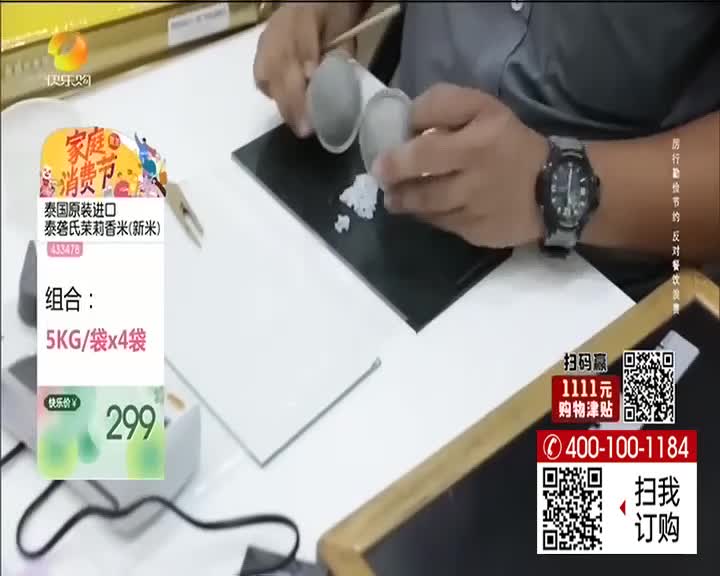 快乐购
家庭
消费节
泰国原装进口
泰砻氏茉莉香米(新米)
433478
组合：
5KG/袋x4袋
快乐价¥
299
厉行勤俭节约 反对餐饮浪费
扫码赢
1111元
购物津贴
400-100-1184
扫我
订购